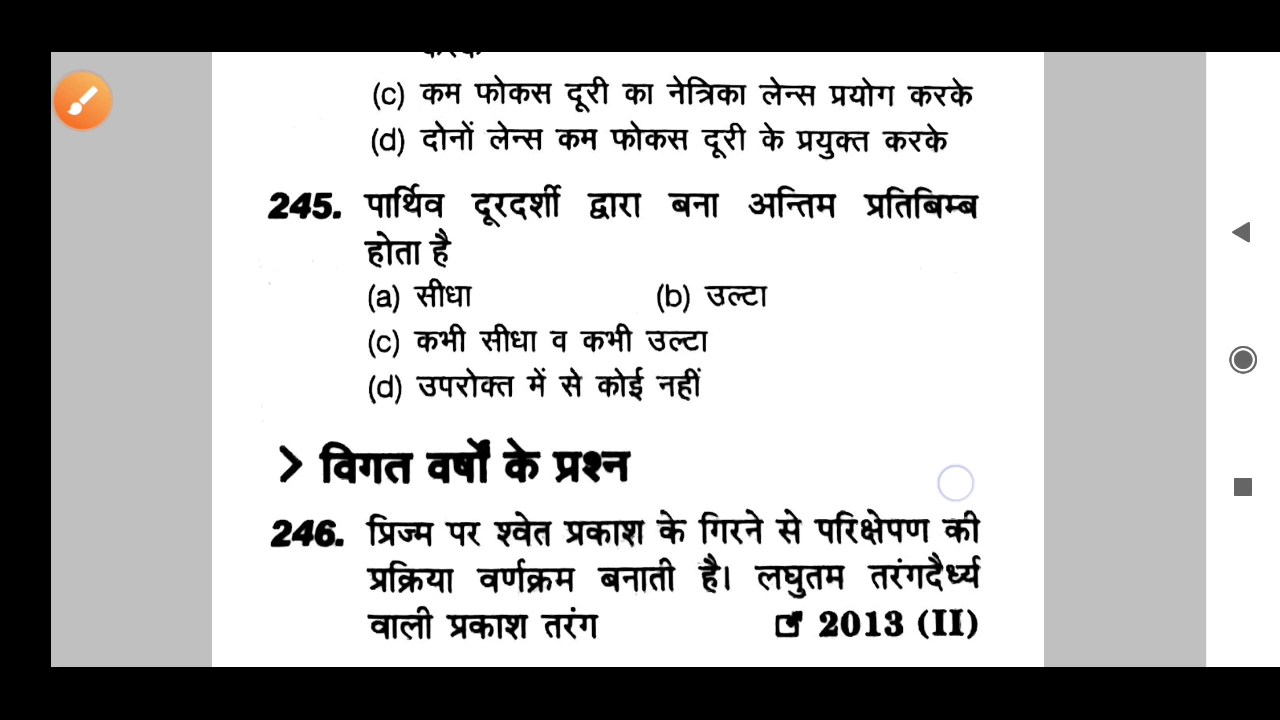 (c) कम फोकस दूरी का नेत्रिका लेन्स प्रयोग करके
(d) दोनों लेन्स कम फोकस दूरी के प्रयुक्त करके
245. पार्थिव दूरदर्शी द्वारा बना अन्तिम प्रतिबिम्ब
होता है
(a) सीधा (b) उल्टा
(c) कभी सीधा व कभी उल्टा
(d) उपरोक्त में से कोई नहीं
> विगत वर्षों के प्रश्न
246. प्रिज्म पर श्वेत प्रकाश के गिरने से परिक्षेपण की
प्रक्रिया वर्णक्रम बनाती है। लघुतम तरंगदैर्ध्य
वाली प्रकाश तरंग 2013 (II)